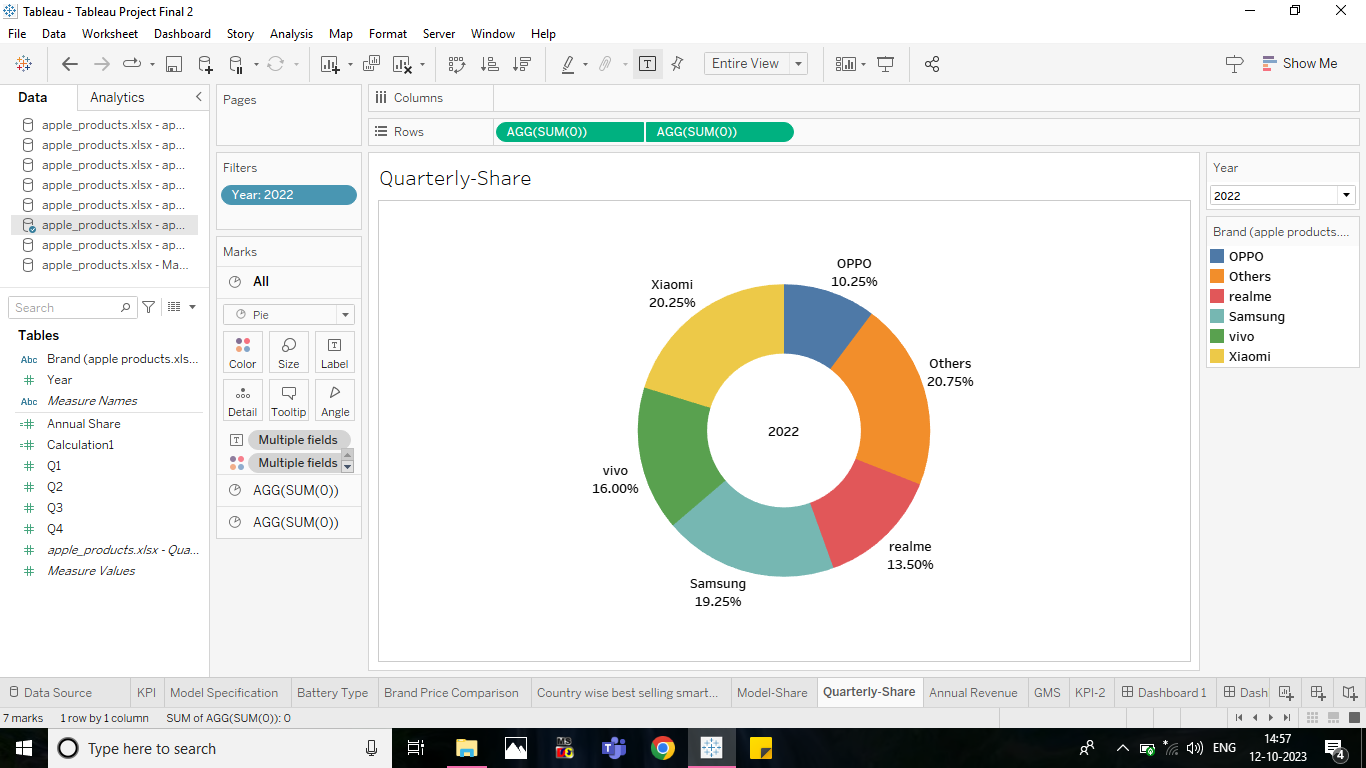 Tableau - Tableau Project Final 2
File Data Worksheet Dashboard Story Analysis Map Format Server Window Help
Entire View
Show Me
Data Analytics
apple_products.xlsx - ap...
apple_products.xlsx - ap...
apple_products.xlsx - ap...
apple_products.xlsx - ap...
apple_products.xlsx - ap...
apple_products.xlsx - ap...
apple_products.xlsx - ap...
apple_products.xlsx - Ma...
Search
Tables
Abc Brand (apple products.xls...
# Year
Abc Measure Names
=# Annual Share
=# Calculation1
# Q1
# Q2
# Q3
# Q4
# apple_products.xlsx - Qua...
# Measure Values
Pages
Filters
Year: 2022
Marks
All
Pie
Color Size Label
Detail Tooltip Angle
Multiple fields
Multiple fields
AGG(SUM(0))
AGG(SUM(0))
Columns
Rows AGG(SUM(0)) AGG(SUM(0))
Quarterly-Share
OPPO
10.25%
Xiaomi
20.25%
Others
20.75%
2022
vivo
16.00%
realme
13.50%
Samsung
19.25%
Year
2022
Brand (apple products....
OPPO
Others
realme
Samsung
vivo
Xiaomi
Data Source KPI Model Specification Battery Type Brand Price Comparison Country wise best selling smart... Model-Share Quarterly-Share Annual Revenue GMS KPI-2 Dashboard 1 Dash
7 marks 1 row by 1 column SUM of AGG(SUM(0)): 0
Type here to search
ENG
14:57
12-10-2023
4